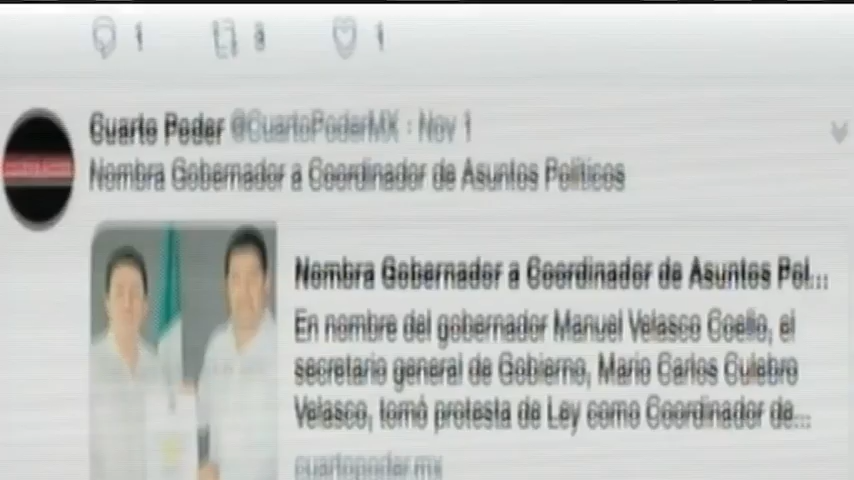 1 3 1
Cuarto Poder @CuartoPoderMX · Nov 1
Nombra Gobernador a Coordinador de Asuntos Políticos
Nombra Gobernador a Coordinador de Asuntos Pol...
En nombre del gobernador Manuel Velasco Coello, el
secretario general de Gobierno, Mario Carlos Culebro
Velasco, tomó protesta de Ley como Coordinador de...
cuartopoder.mx